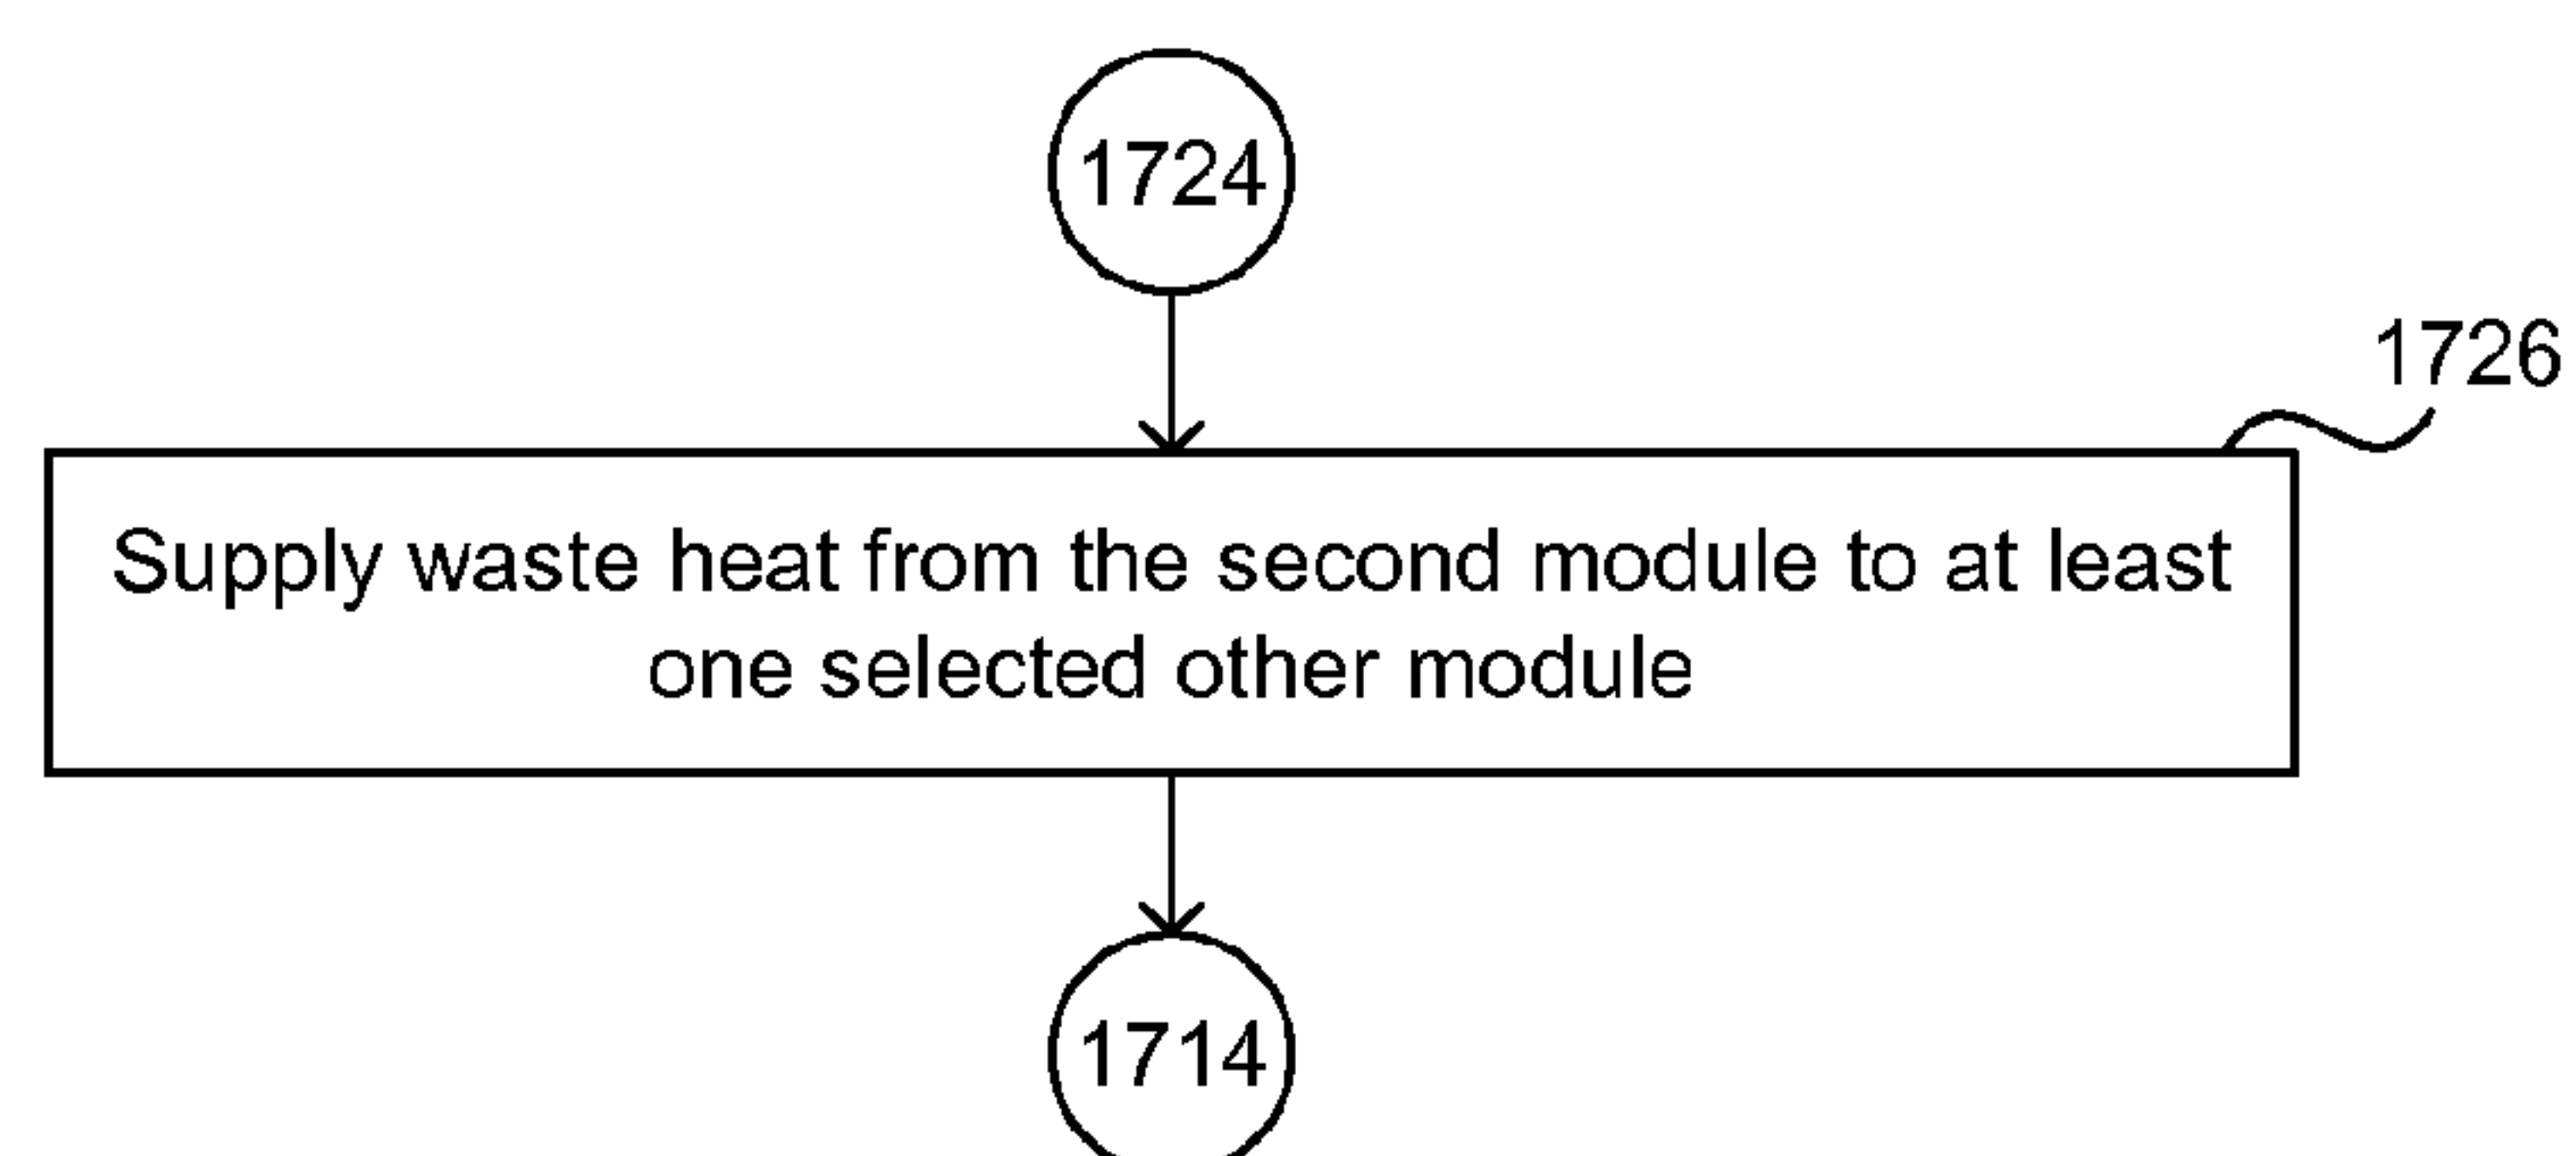 1724
1726
Supply waste heat from the second module to at least
one selected other module
1714